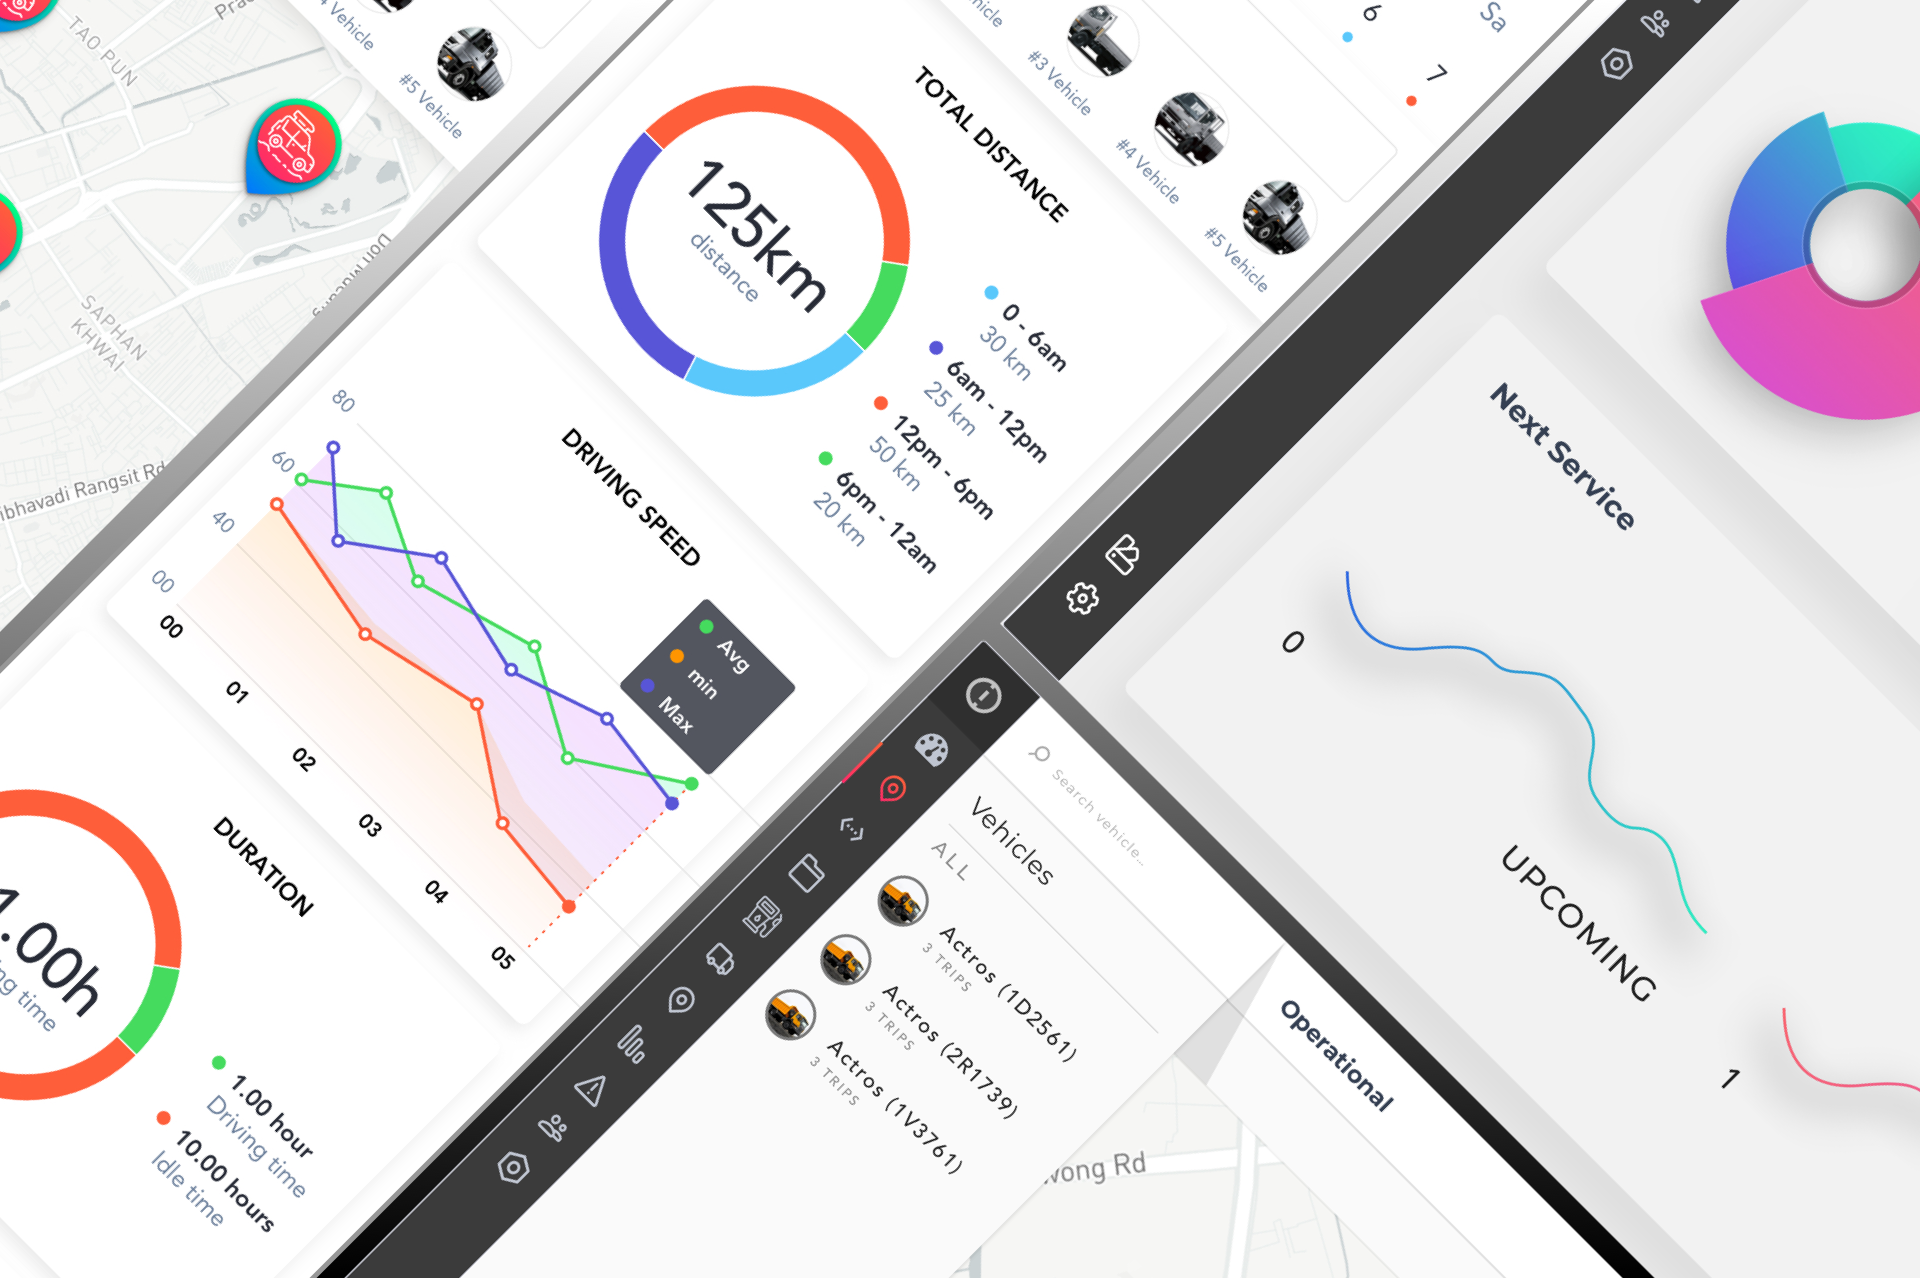 TAO PUN
SAPHAN
KHWAI
ibhavadi Rangsit Rd
#5 Vehicle
Vehicle
#3 Vehicle
#4 Vehicle
#5 Vehicle
6
Sa
7
TOTAL DISTANCE
125km
distance
0 - 6am
30 km
6am - 12pm
25 km
12pm - 6pm
50 km
6pm - 12am
20 km
DRIVING SPEED
80
60
40
00
00
01
02
03
04
05
Avg
min
Max
DURATION
1.00h
ng time
1.00 hour
Driving time
10.00 hours
Idle time
Search vehicle...
Vehicles
ALL
Actros (1D2561)
3 TRIPS
Actros (2R1739)
3 TRIPS
Actros (1V3761)
3 TRIPS
wong Rd
Operational
Next Service
0
UPCOMING
1